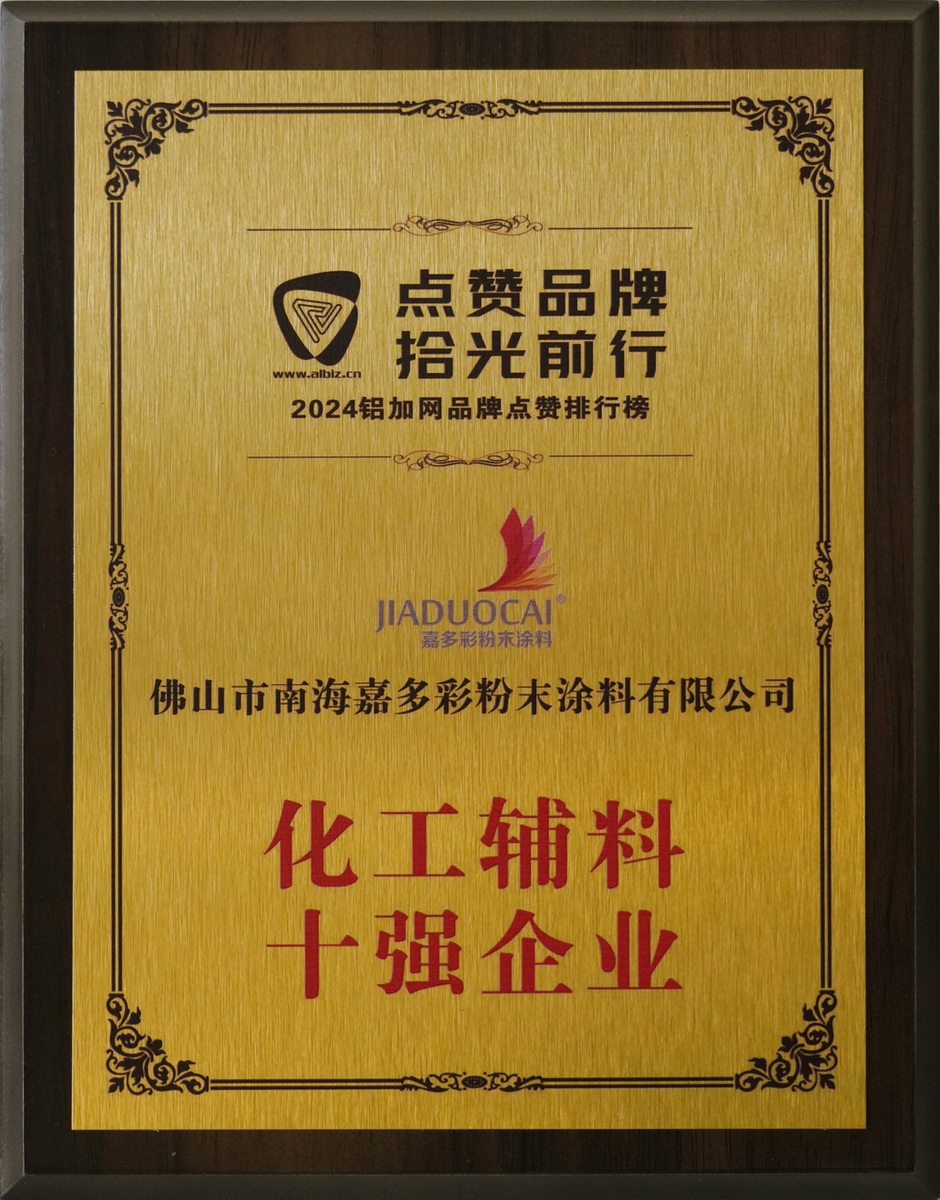 点赞品牌
拾光前行
www.albiz.cn
2024铝加网品牌点赞排行榜
JIADUOCAI®
嘉多彩粉末涂料
佛山市南海嘉多彩粉末涂料有限公司
化工辅料
十强企业